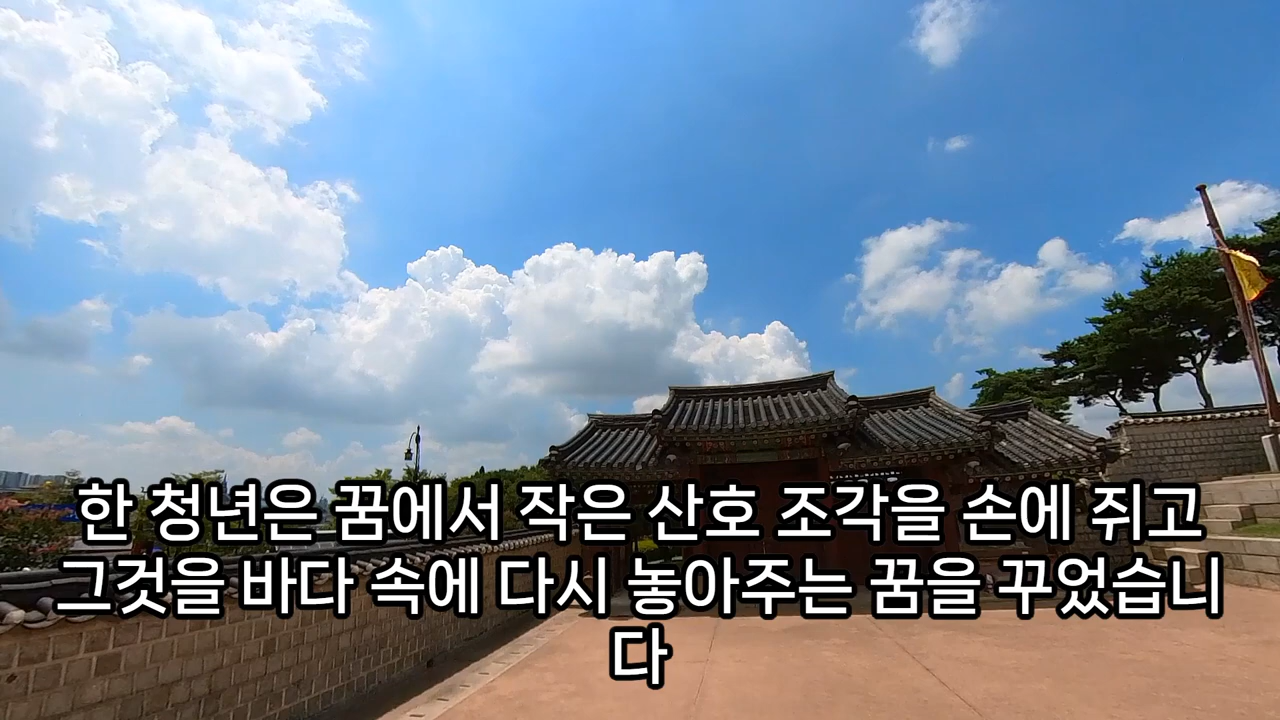 한 청년은 꿈에서 작은 산호 조각을 손에 쥐고
그것을 바다 속에 다시 놓아주는 꿈을 꾸었습니
다